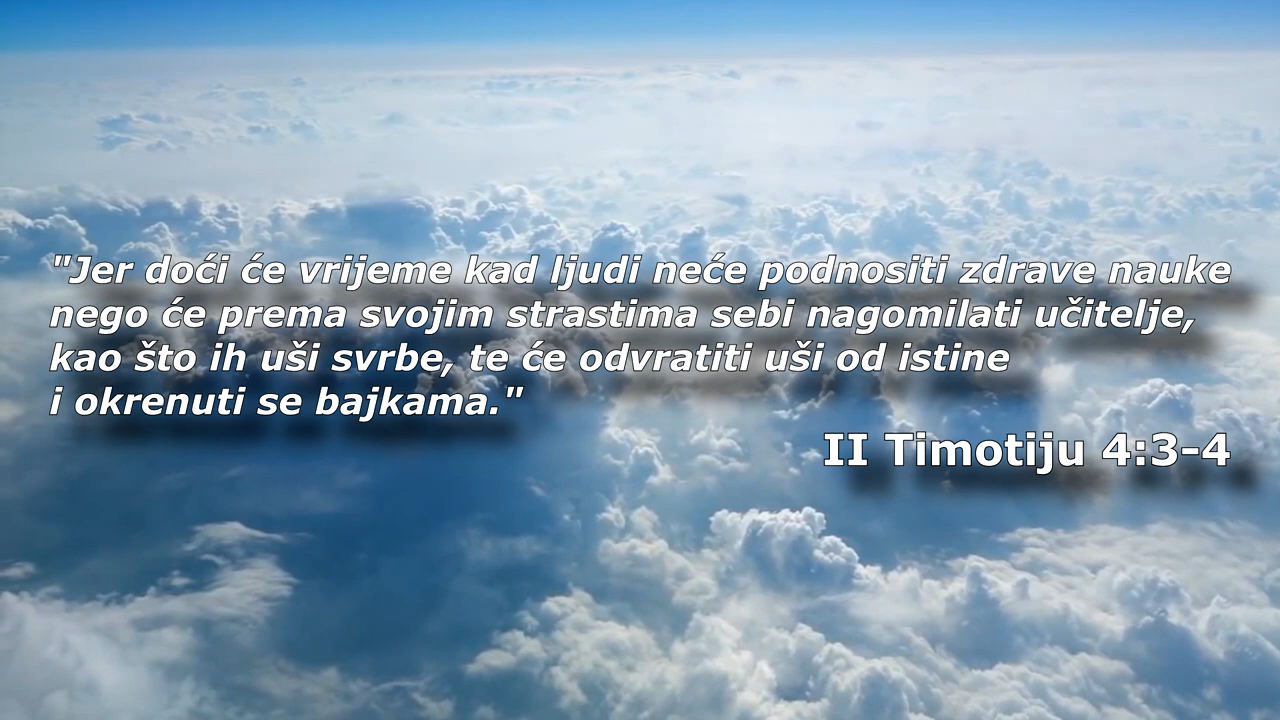 "Jer doći će vrijeme kad ljudi neće podnositi zdrave nauke
nego će prema svojim strastima sebi nagomilati učitelje,
kao što ih uši svrbe, te će odvratiti uši od istine
i okrenuti se bajkama."
II Timotiju 4:3-4